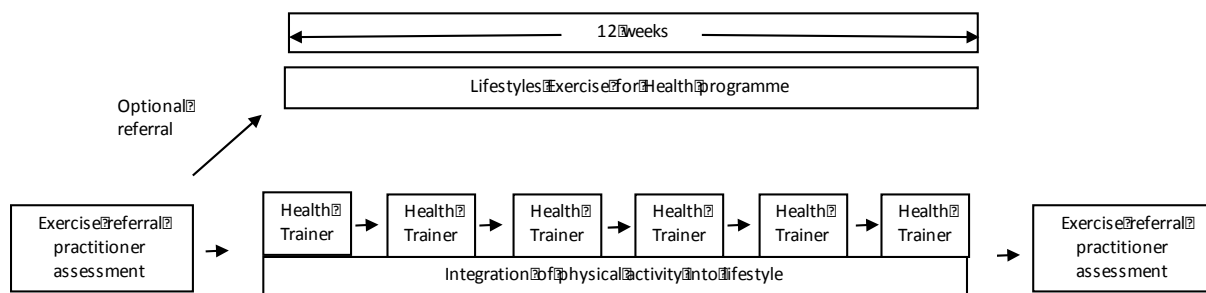 12 weeks
Lifestyles Exercise for Health programme
Optional
referral
Exercise referral
practitioner
assessment
Health
Trainer
Health
Trainer
Health
Trainer
Health
Trainer
Health
Trainer
Health
Trainer
Integration of physical activity into lifestyle
Exercise referral
practitioner
assessment